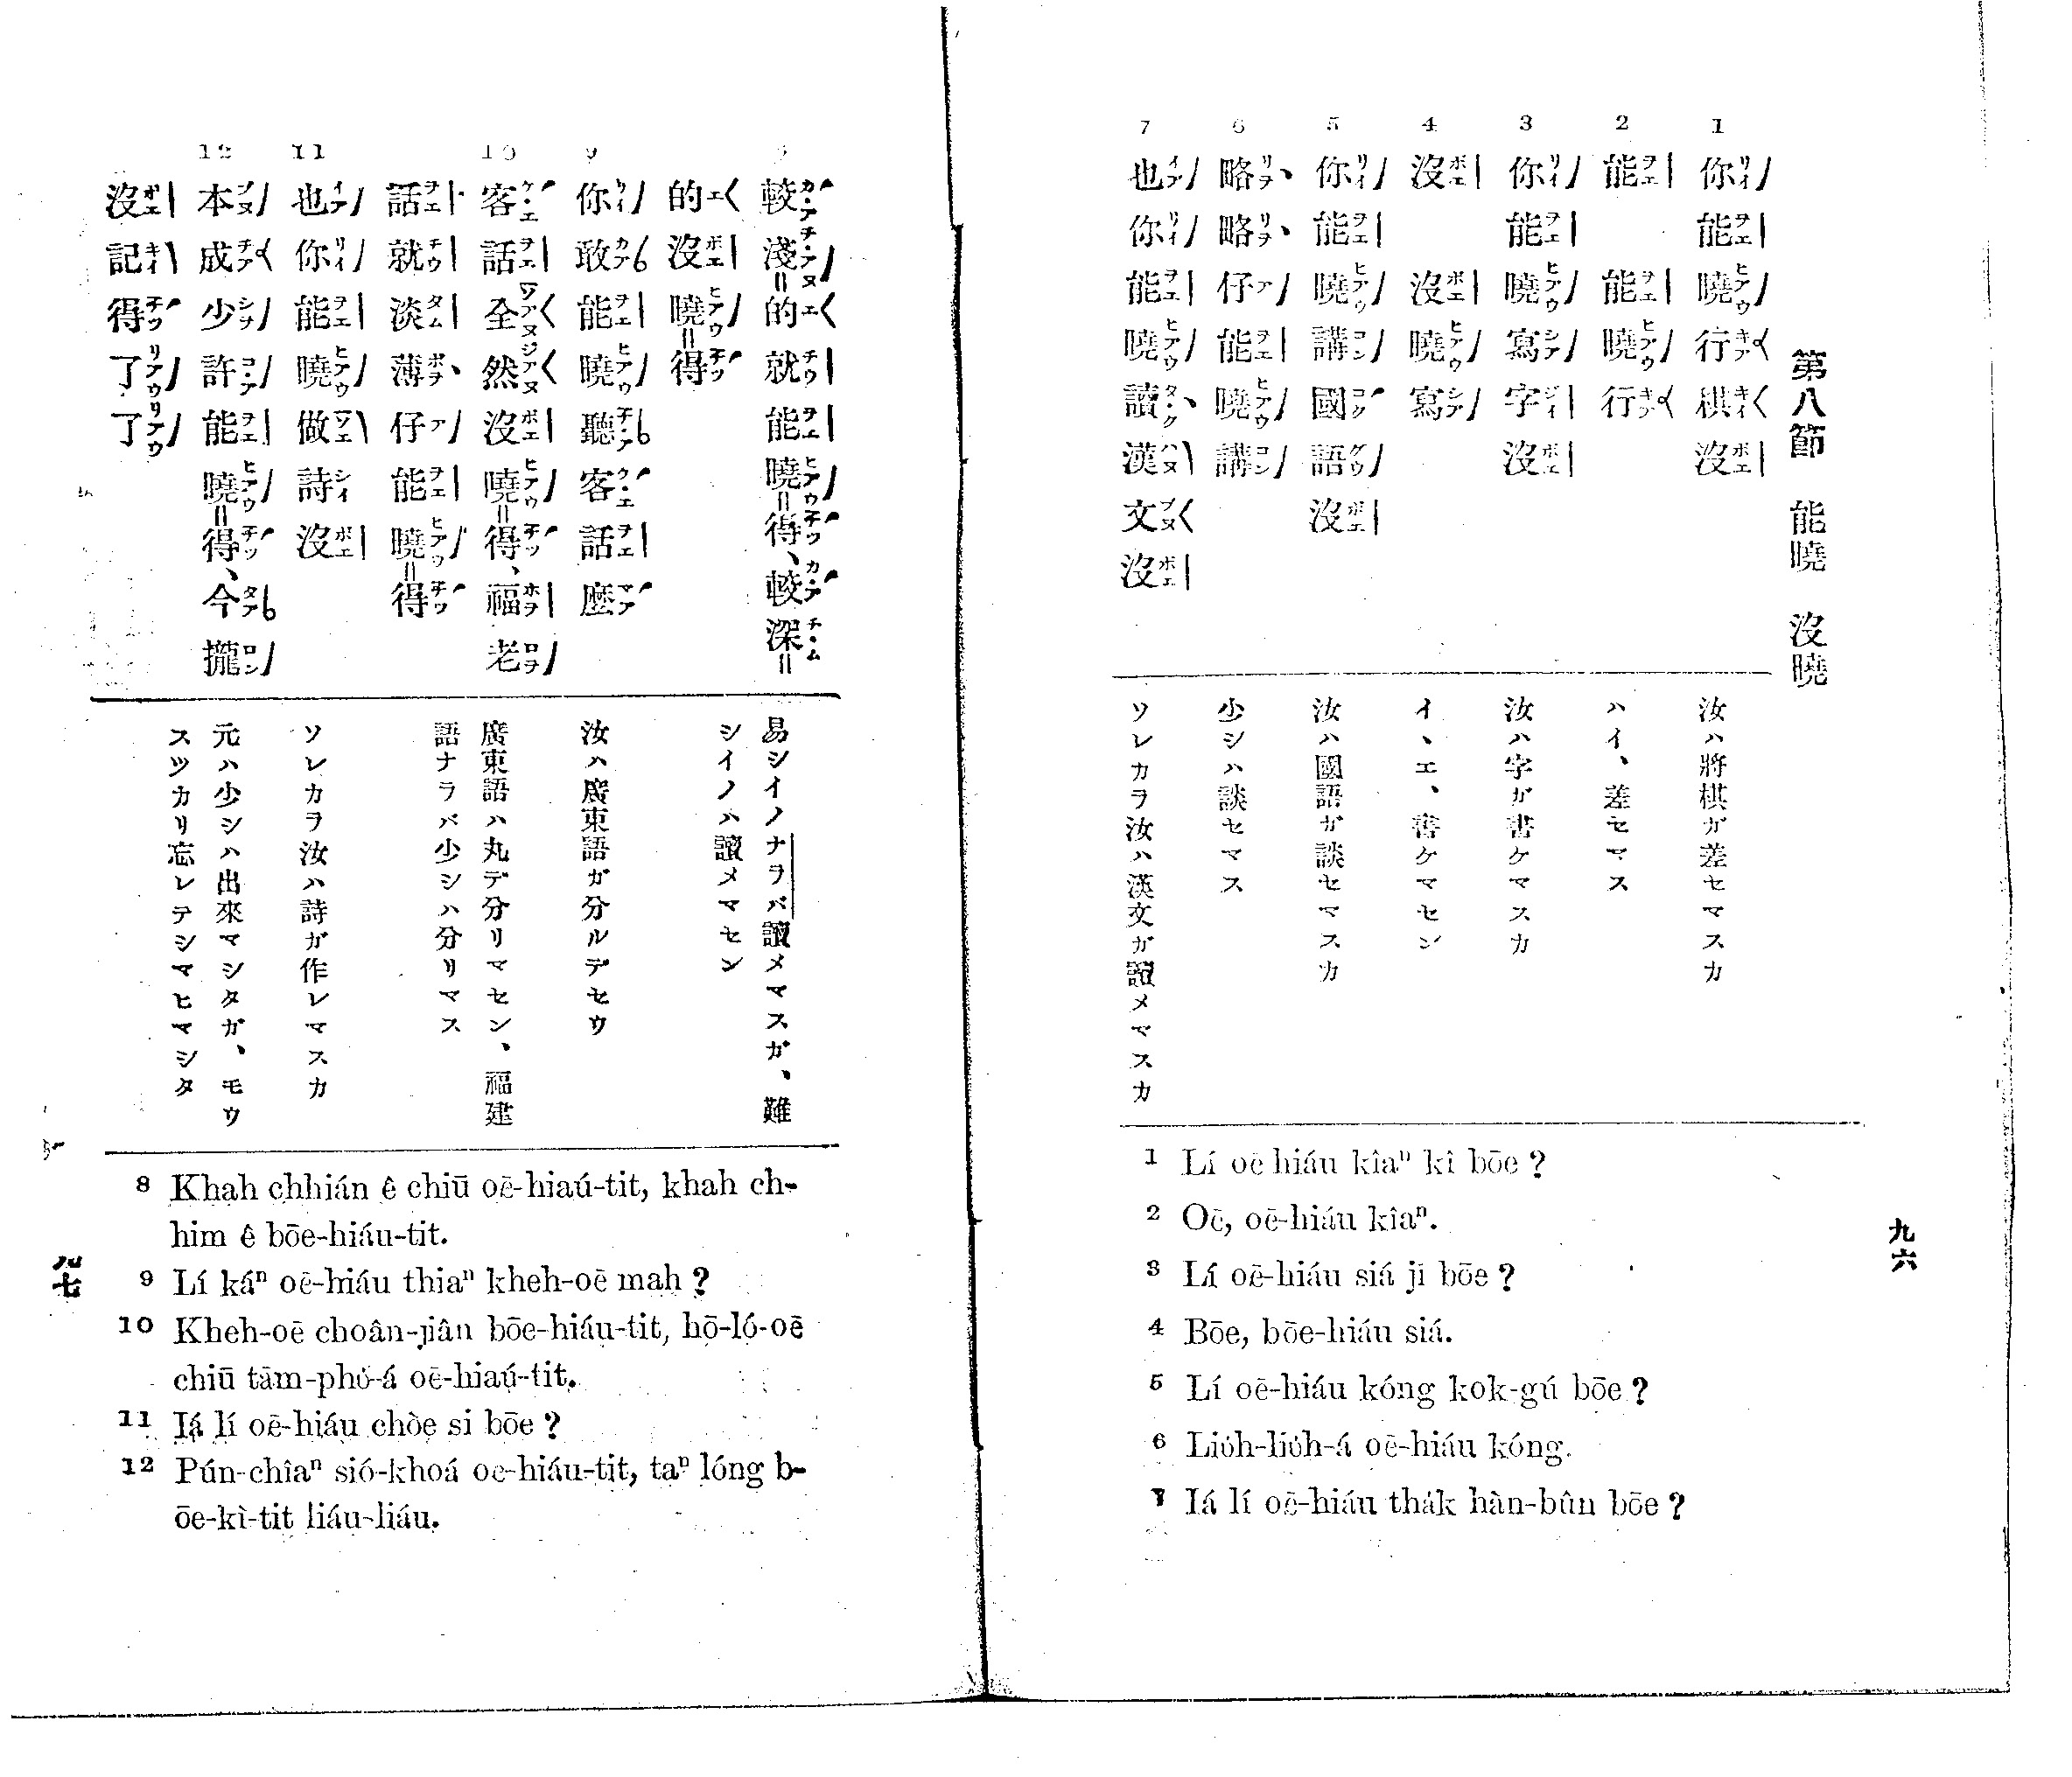 第八節　能曉　沒曉
1 你能曉行棋沒
2 能　能曉行
3 你能曉寫字沒
4 沒　沒曉寫
5 你能曉講國語沒
6 略略仔能曉講
7 也你能曉讀漢文沒
汝ハ將棋ガ差セマスカ
ハイ、差セマス
汝ハ字ガ書ケマスカ
イヽエ、書ケマセン
汝ハ國語ガ談セマスカ
少シハ談セマス
ソレカラ汝ハ漢文ガ讀メマスカ
1 Lí oē hiáu kîaⁿ kî bōe?
2 Oē, oē-hiáu kîaⁿ.
3 Lí oē-hiáu siá jī bōe?
4 Bōe, bōe-hiáu siá.
5 Lí oē-hiáu kóng kok-gú bōe?
6 Lio̍h-lio̍h-á oē-hiáu kóng.
7 Iá lí oē-hiáu tha̍k hàn-bûn bōe?
九六
較淺=的就能曉=得、較深=
的沒曉=得
9 你敢能曉聽客話麽
10 客話全然沒曉=得、福老
話就淡薄仔能曉=得
11 也你能曉做詩沒
12 本成少許能曉=得、今攏
沒記得了了
易シイノナラバ讀メマスガ、難
シイノハ讀メマセン
汝ハ廣東語ガ分ルデセウ
廣東語ハ丸デ分リマセン、福建
語ナラバ少シハ分リマス
ソレカラ汝ハ詩ガ作レマスカ
元ハ少シハ出來マシタガ、モウ
スツカリ忘レテシマヒマシタ
8 Khah chhián ê chiū oē-hiaú-tit, khah ch-
him ê bōe-hiáu-tit.
9 Lí káⁿ oē-hiáu thiaⁿ kheh-oē mah?
10 Kheh-oē choân-jiân bōe-hiáu-tit, hō-ló-oē
chiū tām-pho̍-á oē-hiaú-tit.
11 Iá lí oē-hiáu chòe si bōe?
12 Pún-chîaⁿ sió-khoá oe-hiáu-tit, taⁿ lóng b-
ōe-kì-tit liáu-liáu.
九七